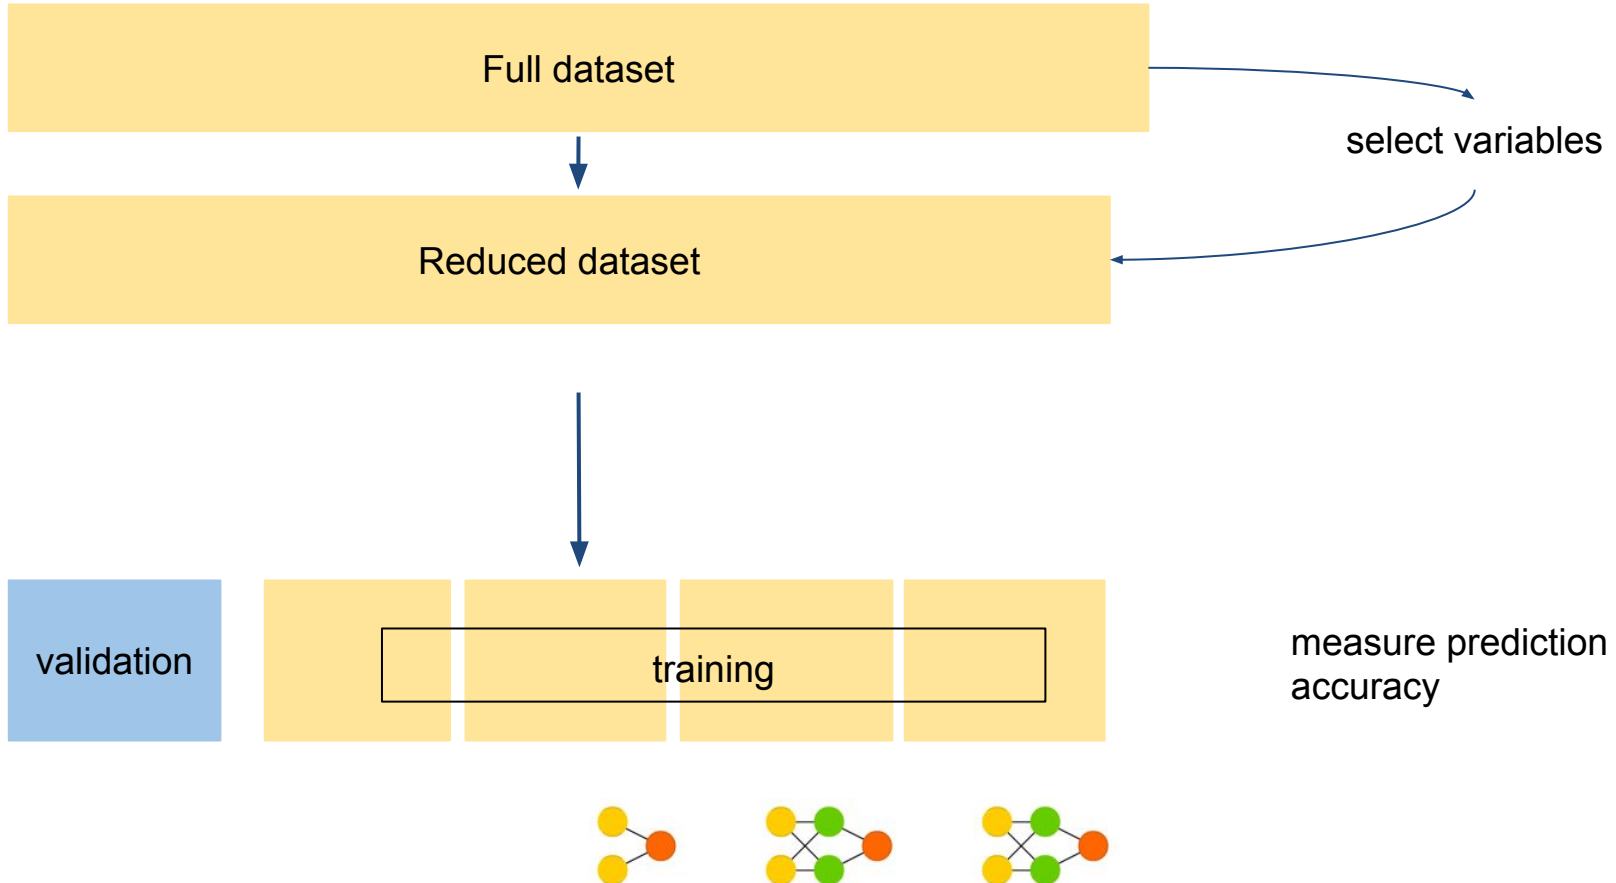 Full dataset
select variables
Reduced dataset
validation
training
measure prediction
accuracy